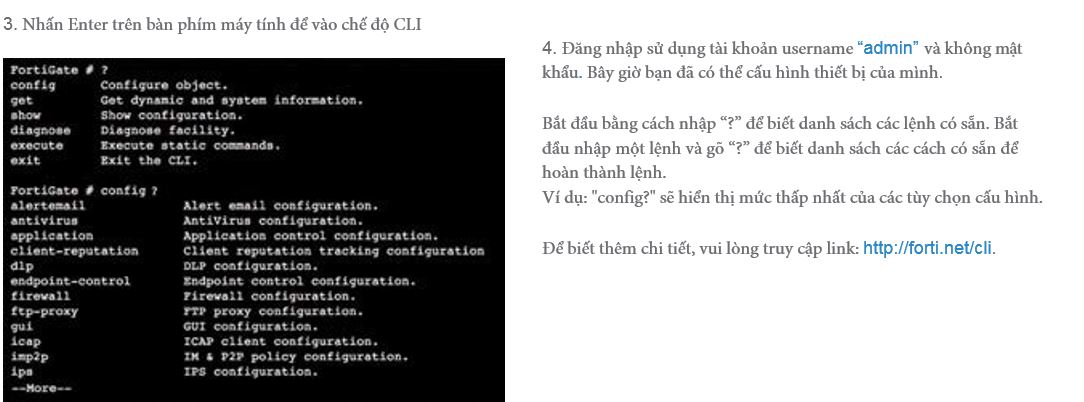 3. Nhấn Enter trên bàn phím máy tính để vào chế độ CLI
FortiGate # ?
config Configure object.
get Get dynamic and system information.
show Show configuration.
diagnose Diagnose facility.
execute Execute static commands.
exit Exit the CLI.
FortiGate # config ?
alertemail Alert email configuration.
antivirus AntiVirus configuration.
application Application control configuration.
client-reputation Client reputation tracking configuration
dlp DLP configuration.
endpoint-control Endpoint control configuration.
firewall Firewall configuration.
ftp-proxy FTP proxy configuration.
gui GUI configuration.
icap ICAP client configuration.
imp2p IM & P2P policy configuration.
ips IPS configuration.
--More--
4. Đăng nhập sử dụng tài khoản username “admin” và không mật
khẩu. Bây giờ bạn đã có thể cấu hình thiết bị của mình.
Bắt đầu bằng cách nhập “?” để biết danh sách các lệnh có sẵn. Bắt
đầu nhập một lệnh và gõ “?” để biết danh sách các cách có sẵn để
hoàn thành lệnh.
Ví dụ: "config?" sẽ hiển thị mức thấp nhất của các tùy chọn cấu hình.
Để biết thêm chi tiết, vui lòng truy cập link: http://forti.net/cli.